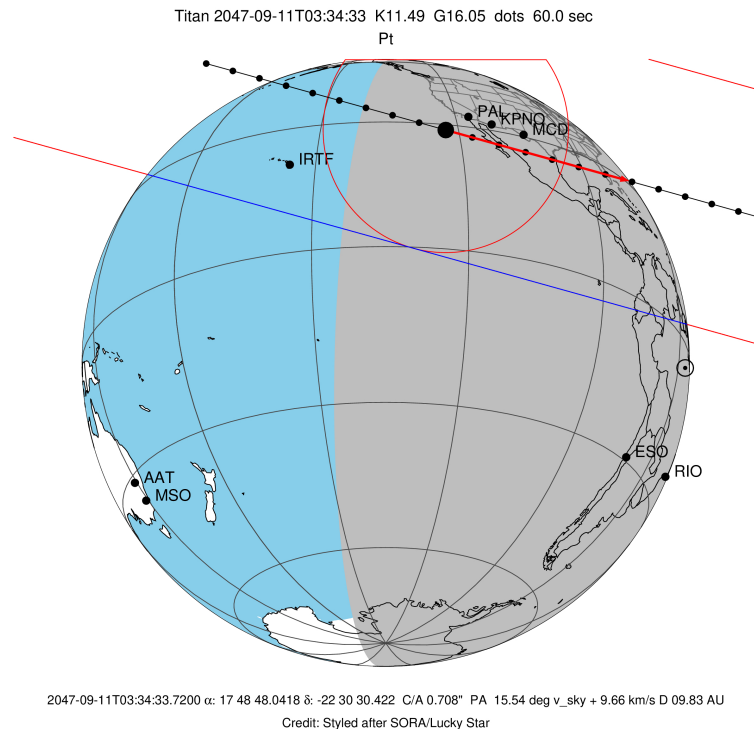 Titan 2047-09-11T03:34:33 K11.49 G16.05 dots 60.0 sec
Pt
PAL
KPNO
MCD
IRTF
AAT
MSO
ESO
RIO
2047-09-11T03:34:33.7200 α: 17 48 48.0418 δ: -22 30 30.422 C/A 0.708" PA 15.54 deg v_sky + 9.66 km/s D 09.83 AU
Credit: Styled after SORA/Lucky Star